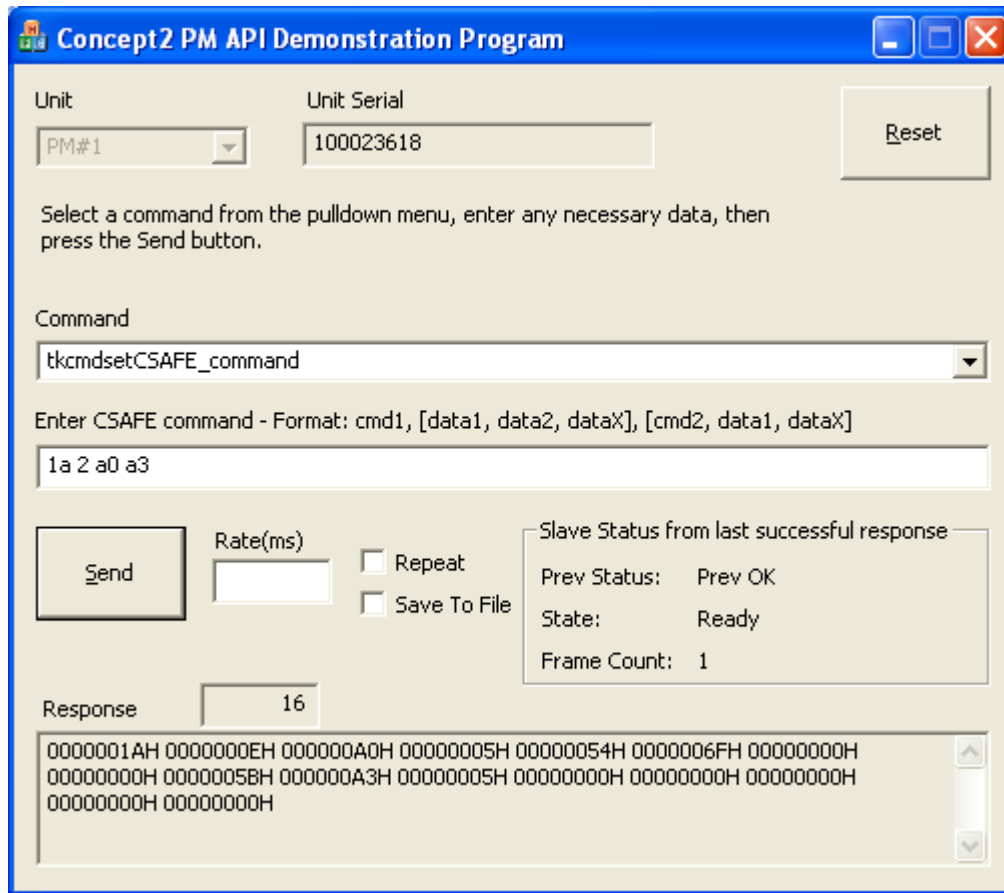 Concept2 PM API Demonstration Program
Unit
Unit Serial
PM#1
100023618
Reset
Select a command from the pulldown menu, enter any necessary data, then
press the Send button.
Command
tkcmdsetCSAFE_command
Enter CSAFE command - Format: cmd1, [data1, data2, dataX], [cmd2, data1, dataX]
1a 2 a0 a3
Send
Rate(ms)
Repeat
Save To File
Slave Status from last successful response
Prev Status: Prev OK
State: Ready
Frame Count: 1
Response
16
0000001AH 0000000EH 000000A0H 00000005H 00000054H 0000006FH 00000000H
00000000H 0000005BH 000000A3H 00000005H 00000000H 00000000H 00000000H
00000000H 00000000H